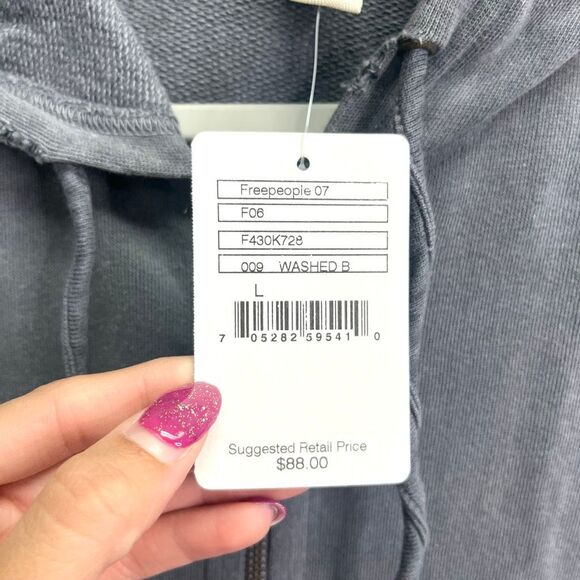 Freepeople 07
F06
F430K728
009 WASHED B
L
7 05282 59541 0
Suggested Retail Price
$88.00